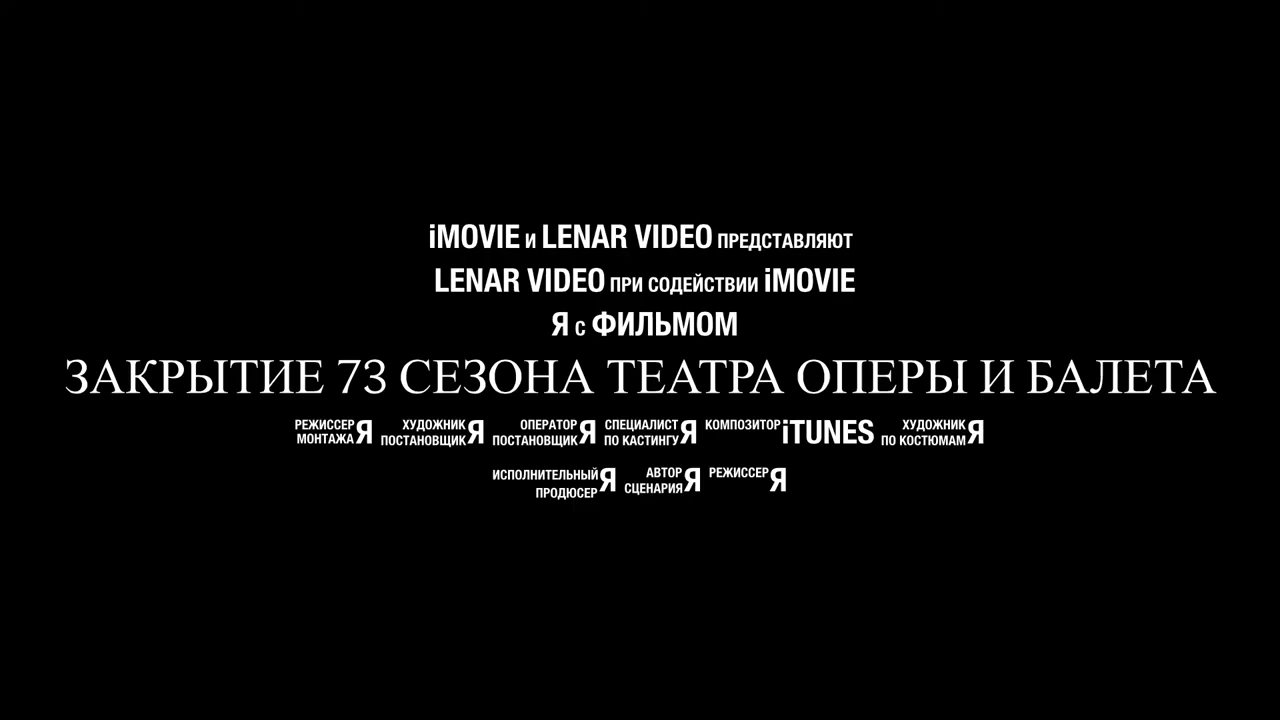 iMOVIE и LENAR VIDEO ПРЕДСТАВЛЯЮТ
LENAR VIDEO ПРИ СОДЕЙСТВИИ iMOVIE
Я С ФИЛЬМОМ
ЗАКРЫТИЕ 73 СЕЗОНА ТЕАТРА ОПЕРЫ И БАЛЕТА
РЕЖИССЕР МОНТАЖА Я ХУДОЖНИК ПОСТАНОВЩИК Я ОПЕРАТОР ПОСТАНОВЩИК Я СПЕЦИАЛИСТ ПО КАСТИНГУ Я КОМПОЗИТОР iTUNES ХУДОЖНИК ПО КОСТЮМАМ Я
ИСПОЛНИТЕЛЬНЫЙ ПРОДЮСЕР Я АВТОР СЦЕНАРИЯ Я РЕЖИССЕР Я